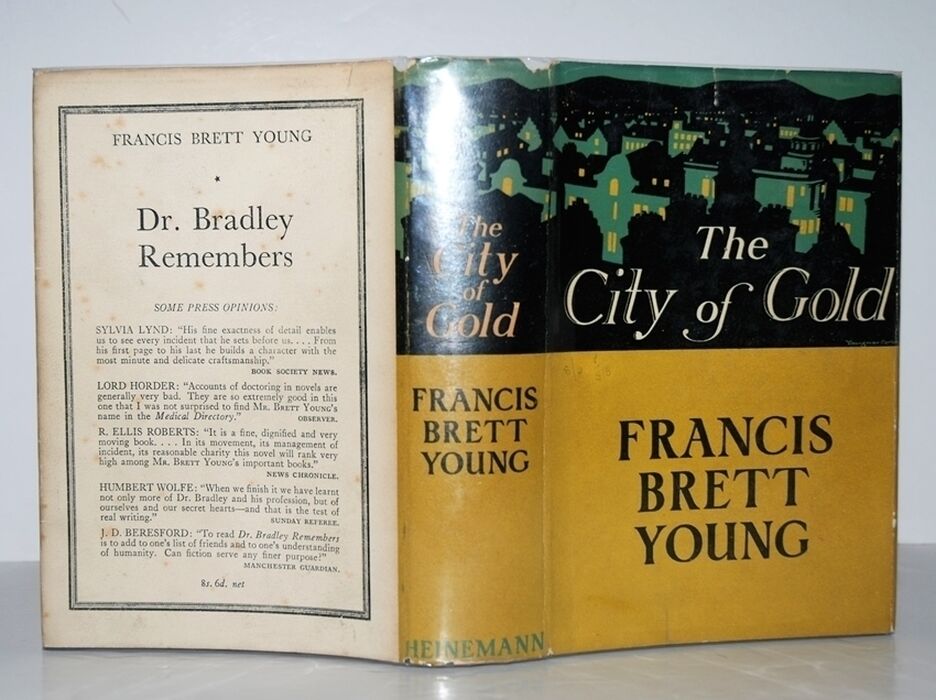 FRANCIS BRETT YOUNG
Dr. Bradley
Remembers
SOME PRESS OPINIONS:
SYLVIA LYND: "His fine exactness of detail enables
us to see every incident that he sets before us. . . . From
his first page to his last he builds a character with the
most minute and delicate craftsmanship."
BOOK SOCIETY NEWS.
LORD HORDER: "Accounts of doctoring in novels are
generally very bad. They are so extremely good in this
one that I was not surprised to find MR. BRETT YOUNG'S
name in the Medical Directory."
OBSERVER.
R. ELLIS ROBERTS: "It is a fine, dignified and very
moving book. . . . In its movement, its management of
incident, its reasonable charity this novel will rank very
high among MR. BRETT YOUNG'S important books."
NEWS CHRONICLE.
HUMBERT WOLFE: "When we finish it we have learnt
not only more of Dr. Bradley and his profession, but of
ourselves and our secret hearts—and that is the test of
real writing."
SUNDAY REFEREE.
J. D. BERESFORD: "To read Dr. Bradley Remembers
is to add to one's list of friends and to one's understanding
of humanity. Can fiction serve any finer purpose?"
MANCHESTER GUARDIAN.
8s. 6d. net
The
City
of
Gold
FRANCIS
BRETT
YOUNG
HEINEMANN
The
City of Gold
FRANCIS
BRETT
YOUNG